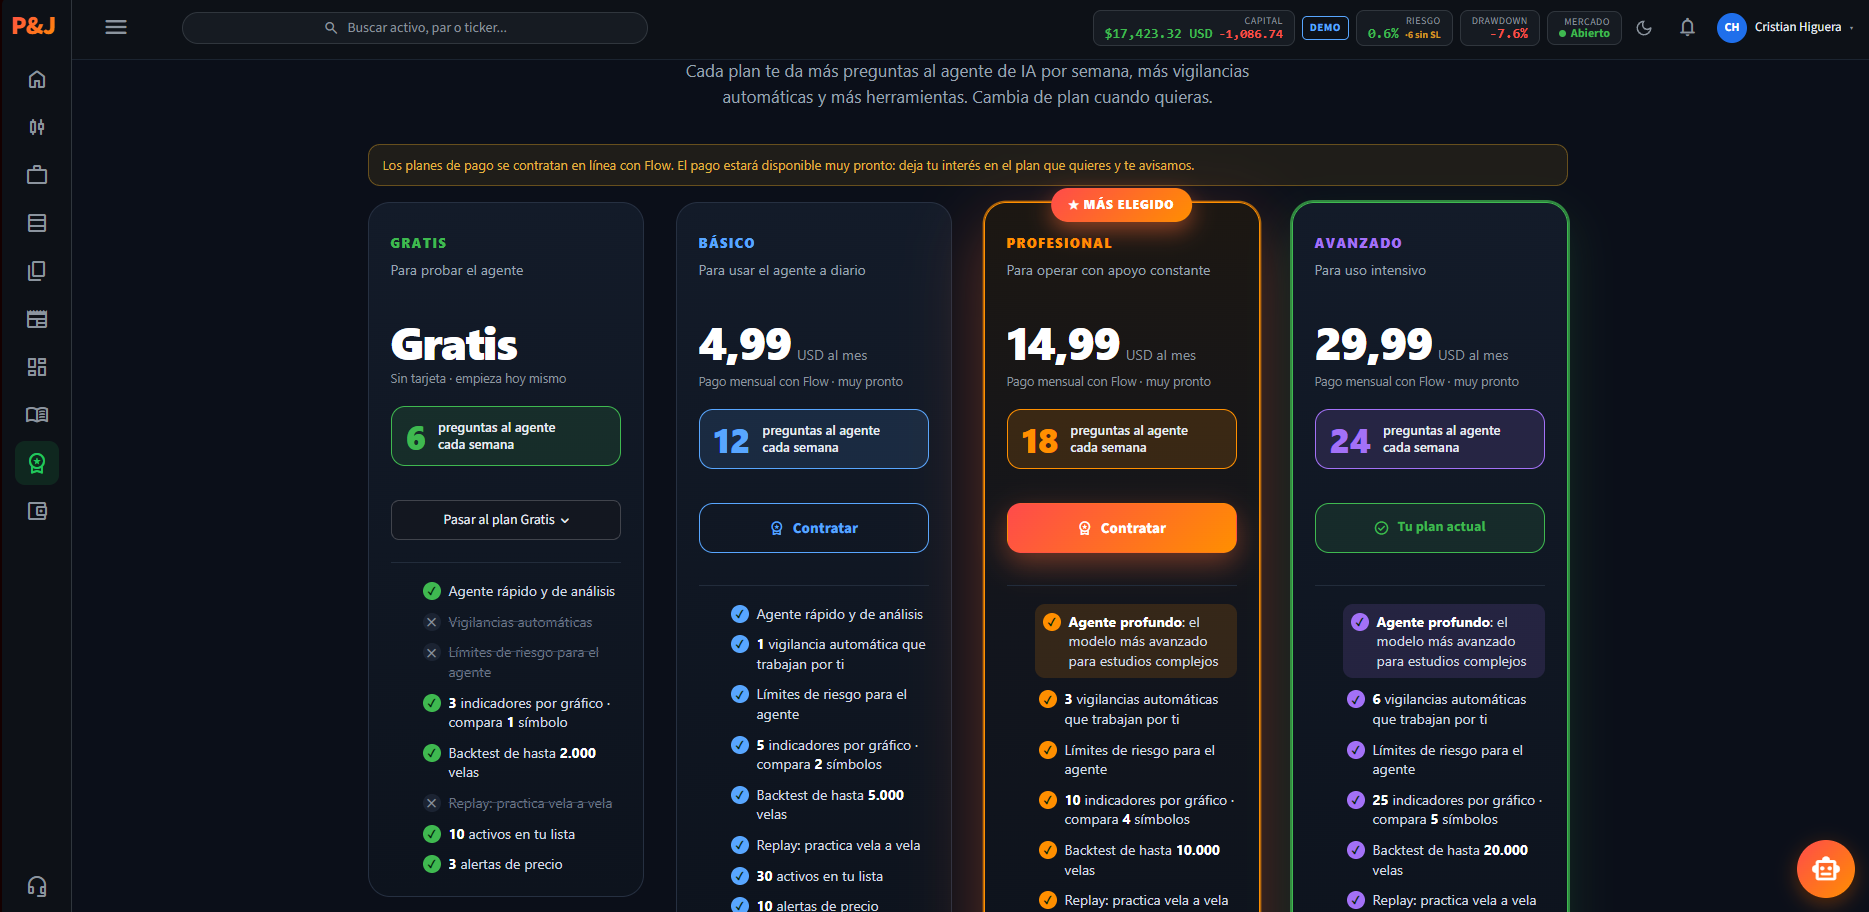 P&J
Buscar activo, par o ticker...
CAPITAL
$17,423.32 USD -1,086.74
DEMO
RIESGO
0.6% -6 sin SL
DRAWDOWN
-7.6%
MERCADO
Abierto
CH
Cristian Higuera
Cada plan te da más preguntas al agente de IA por semana, más vigilancias
automáticas y más herramientas. Cambia de plan cuando quieras.
Los planes de pago se contratan en línea con Flow. El pago estará disponible muy pronto: deja tu interés en el plan que quieres y te avisamos.
GRATIS
Para probar el agente
Gratis
Sin tarjeta · empieza hoy mismo
6 preguntas al agente
cada semana
Pasar al plan Gratis
Agente rápido y de análisis
Vigilancias automáticas
Límites de riesgo para el
agente
3 indicadores por gráfico ·
compara 1 símbolo
Backtest de hasta 2.000
velas
Replay: practica vela a vela
10 activos en tu lista
3 alertas de precio
BÁSICO
Para usar el agente a diario
4,99 USD al mes
Pago mensual con Flow · muy pronto
12 preguntas al agente
cada semana
Contratar
Agente rápido y de análisis
1 vigilancia automática que
trabajan por ti
Límites de riesgo para el
agente
5 indicadores por gráfico ·
compara 2 símbolos
Backtest de hasta 5.000
velas
Replay: practica vela a vela
30 activos en tu lista
10 alertas de precio
★ MÁS ELEGIDO
PROFESIONAL
Para operar con apoyo constante
14,99 USD al mes
Pago mensual con Flow · muy pronto
18 preguntas al agente
cada semana
Contratar
Agente profundo: el
modelo más avanzado
para estudios complejos
3 vigilancias automáticas
que trabajan por ti
Límites de riesgo para el
agente
10 indicadores por gráfico ·
compara 4 símbolos
Backtest de hasta 10.000
velas
Replay: practica vela a vela
AVANZADO
Para uso intensivo
29,99 USD al mes
Pago mensual con Flow · muy pronto
24 preguntas al agente
cada semana
Tu plan actual
Agente profundo: el
modelo más avanzado
para estudios complejos
6 vigilancias automáticas
que trabajan por ti
Límites de riesgo para el
agente
25 indicadores por gráfico ·
compara 5 símbolos
Backtest de hasta 20.000
velas
Replay: practica vela a vela